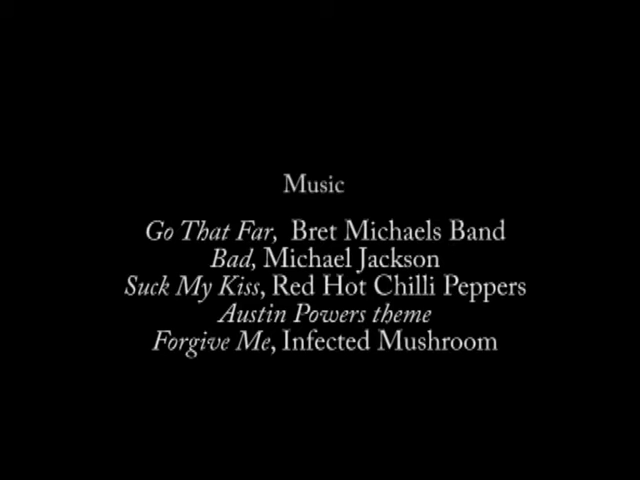 Music
Go That Far, Bret Michaels Band
Bad, Michael Jackson
Suck My Kiss, Red Hot Chilli Peppers
Austin Powers theme
Forgive Me, Infected Mushroom